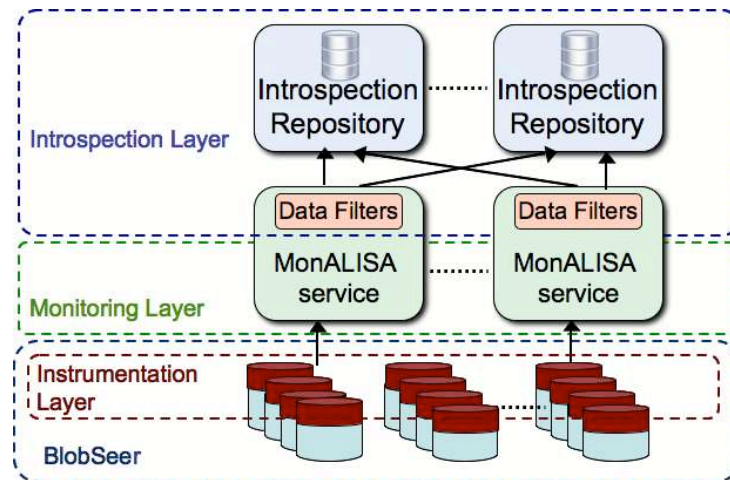 Introspection
Repository
Introspection
Repository
Introspection Layer
Data Filters
Data Filters
MonALISA
service
MonALISA
service
Monitoring Layer
Instrumentation
Layer
BlobSeer